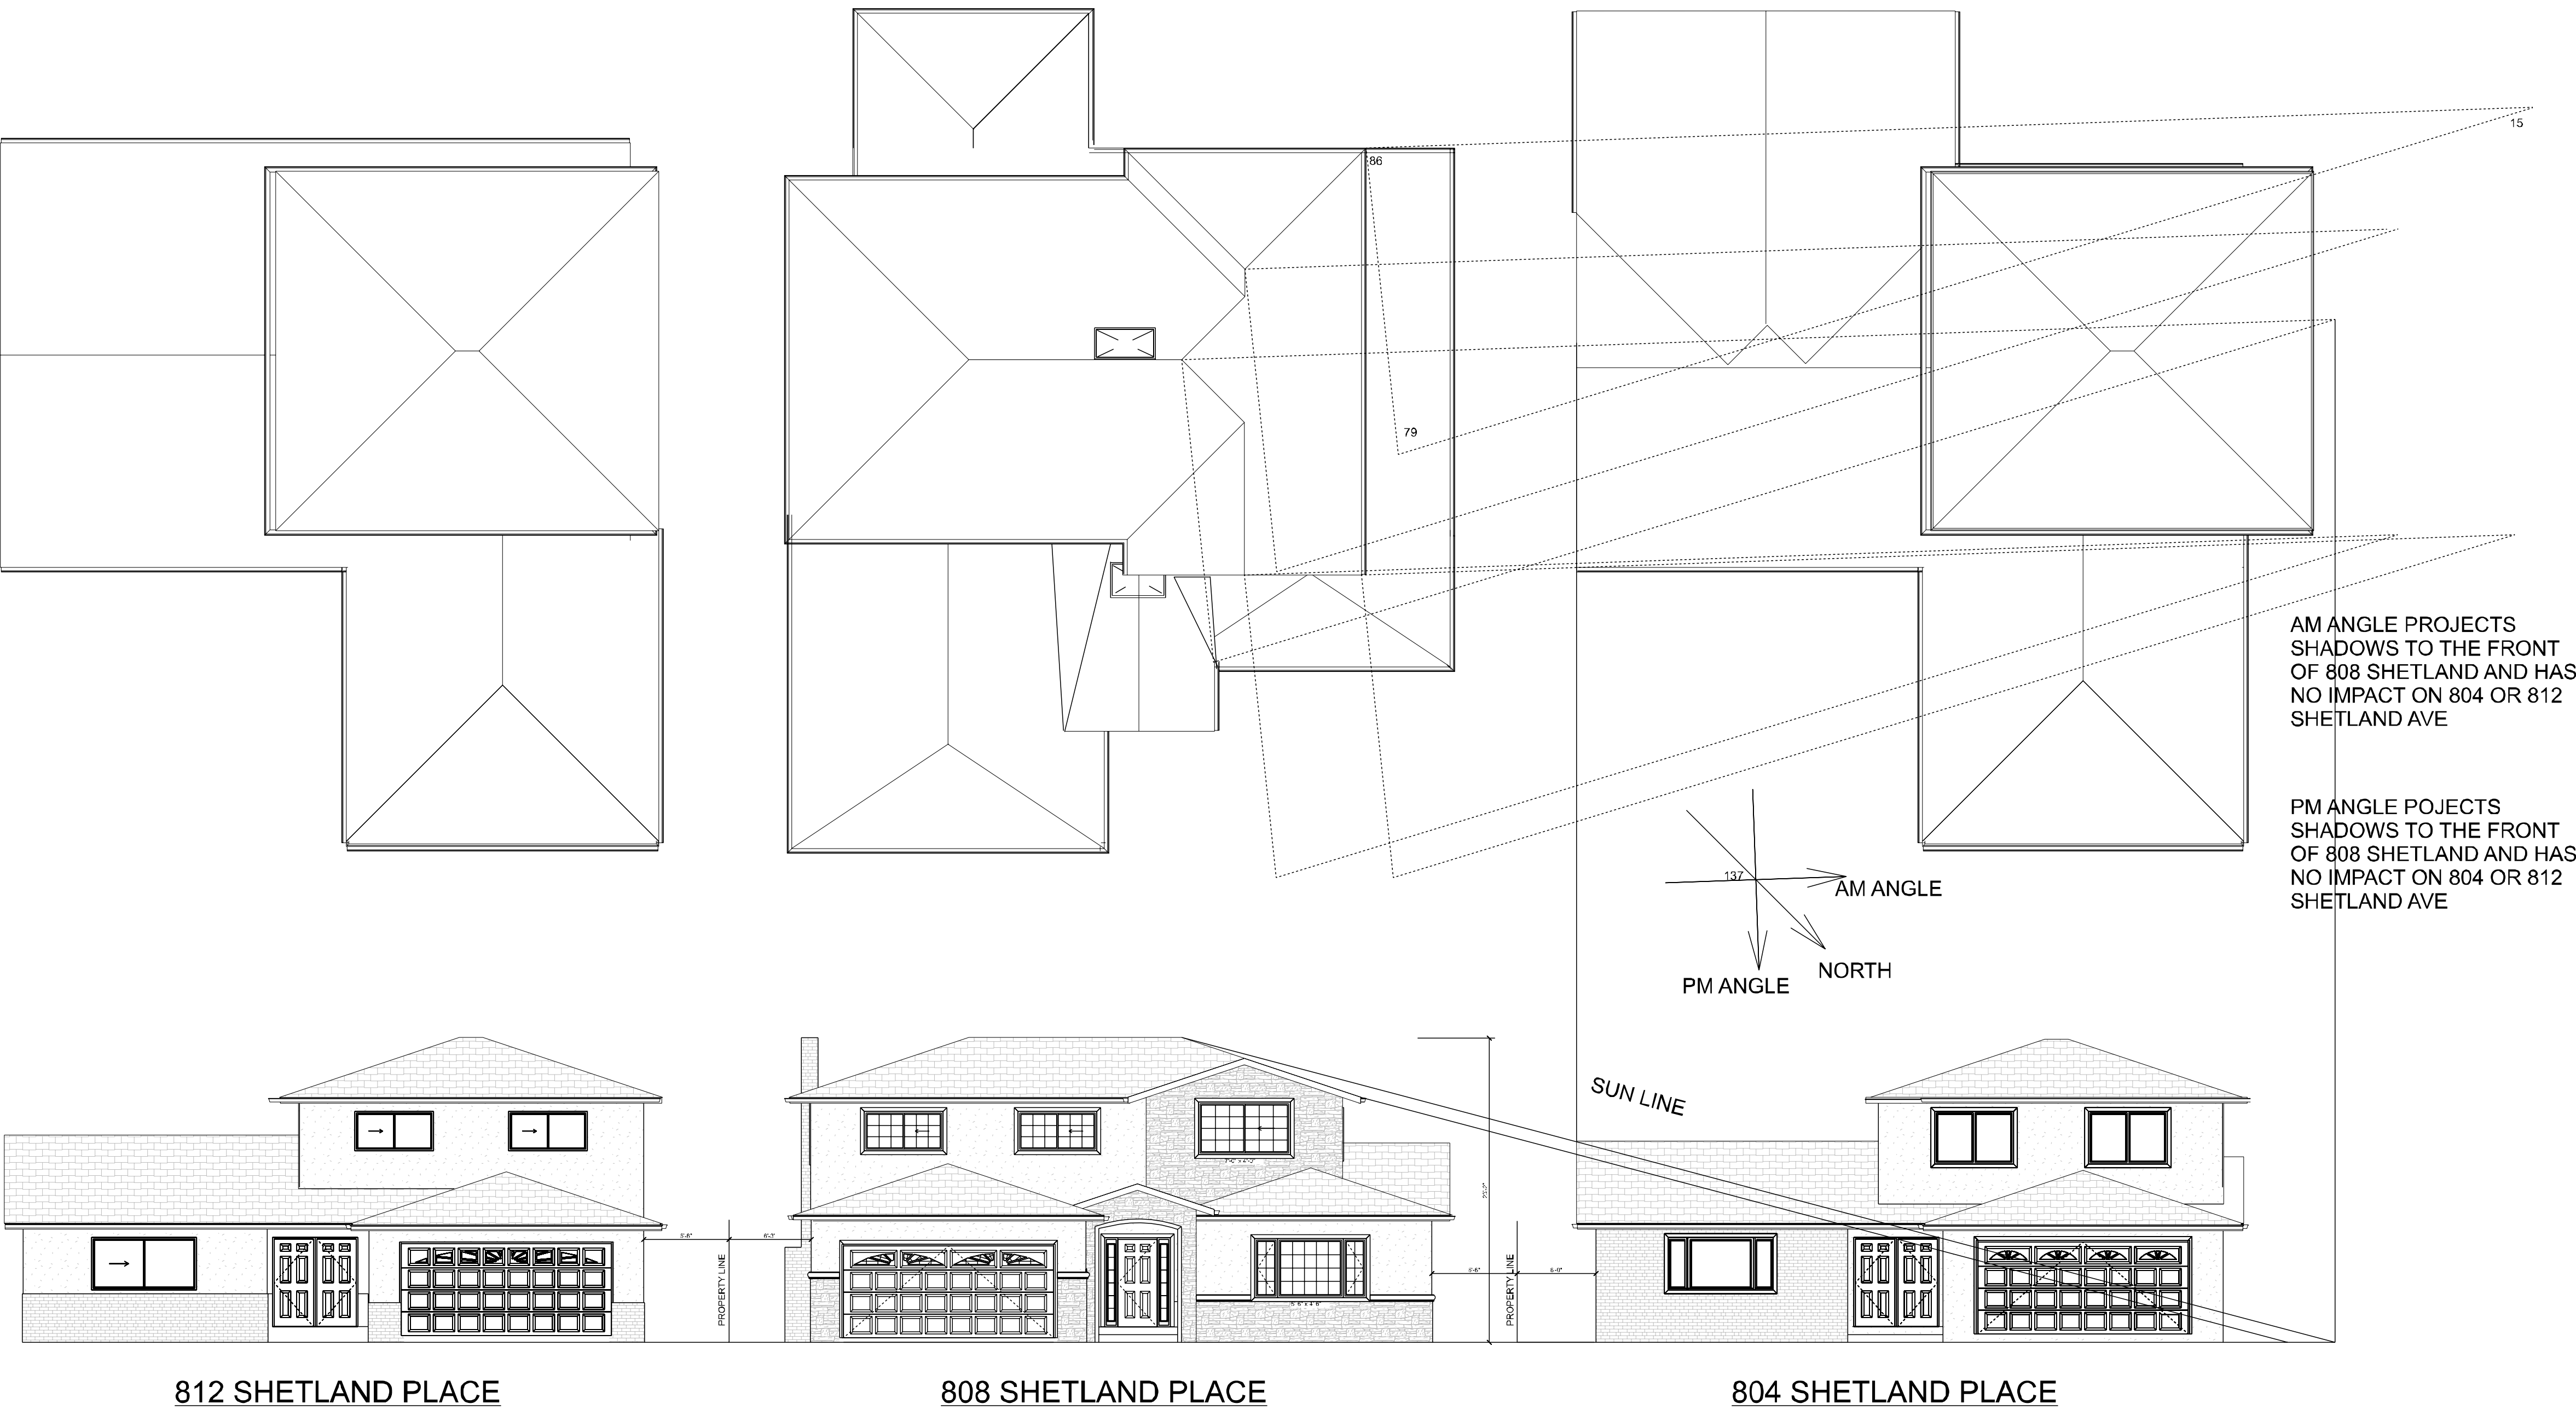 15
86
79
AM ANGLE PROJECTS
SHADOWS TO THE FRONT
OF 808 SHETLAND AND HAS
NO IMPACT ON 804 OR 812
SHETLAND AVE
PM ANGLE POJECTS
SHADOWS TO THE FRONT
OF 808 SHETLAND AND HAS
NO IMPACT ON 804 OR 812
SHETLAND AVE
137
AM ANGLE
NORTH
PM ANGLE
SUN LINE
PROPERTY LINE
PROPERTY LINE
812 SHETLAND PLACE
808 SHETLAND PLACE
804 SHETLAND PLACE